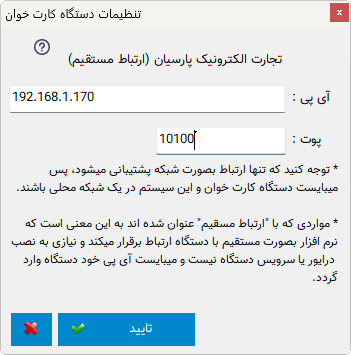 تنظیمات دستگاه کارت خوان
تجارت الکترونیک پارسیان (ارتباط مستقیم)
آی پی :
192.168.1.170
پوت :
10100
* توجه کنید که تنها ارتباط بصورت شبکه پشتیبانی میشود، پس
میبایست دستگاه کارت خوان و این سیستم در یک شبکه محلی باشند.
* مواردی که با "ارتباط مسقیم" عنوان شده اند به این معنی است که
نرم افزار بصورت مستقیم با دستگاه ارتباط برقرار میکند و نیازی به نصب
درایور یا سرویس دستگاه نیست و میبایست آی پی خود دستگاه وارد
گردد.
تایید